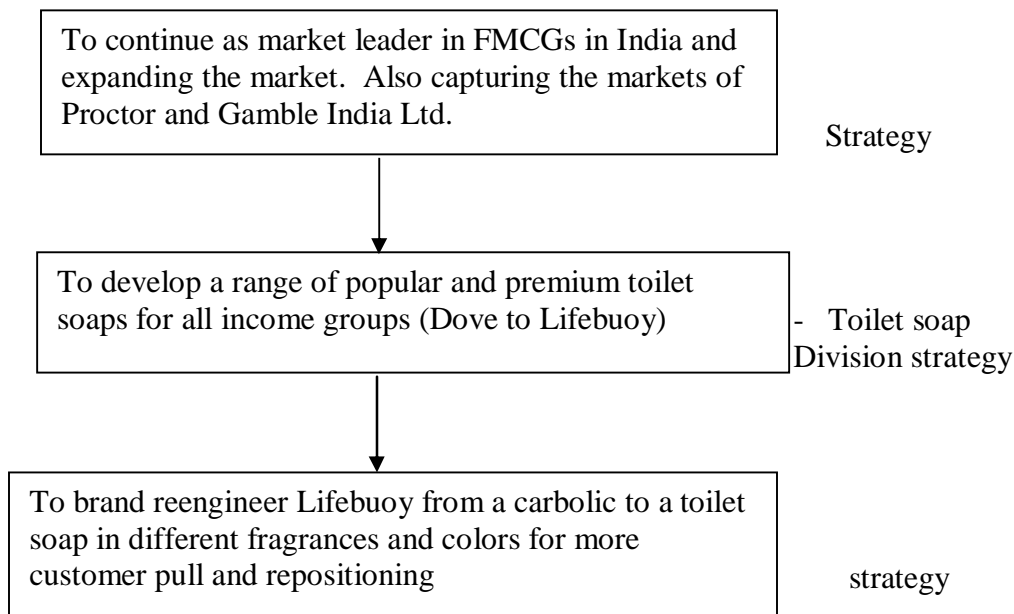 To continue as market leader in FMCGs in India and
expanding the market.  Also capturing the markets of
Proctor and Gamble India Ltd.
Strategy
To develop a range of popular and premium toilet
soaps for all income groups (Dove to Lifebuoy)
-   Toilet soap
Division strategy
To brand reengineer Lifebuoy from a carbolic to a toilet
soap in different fragrances and colors for more
customer pull and repositioning
strategy